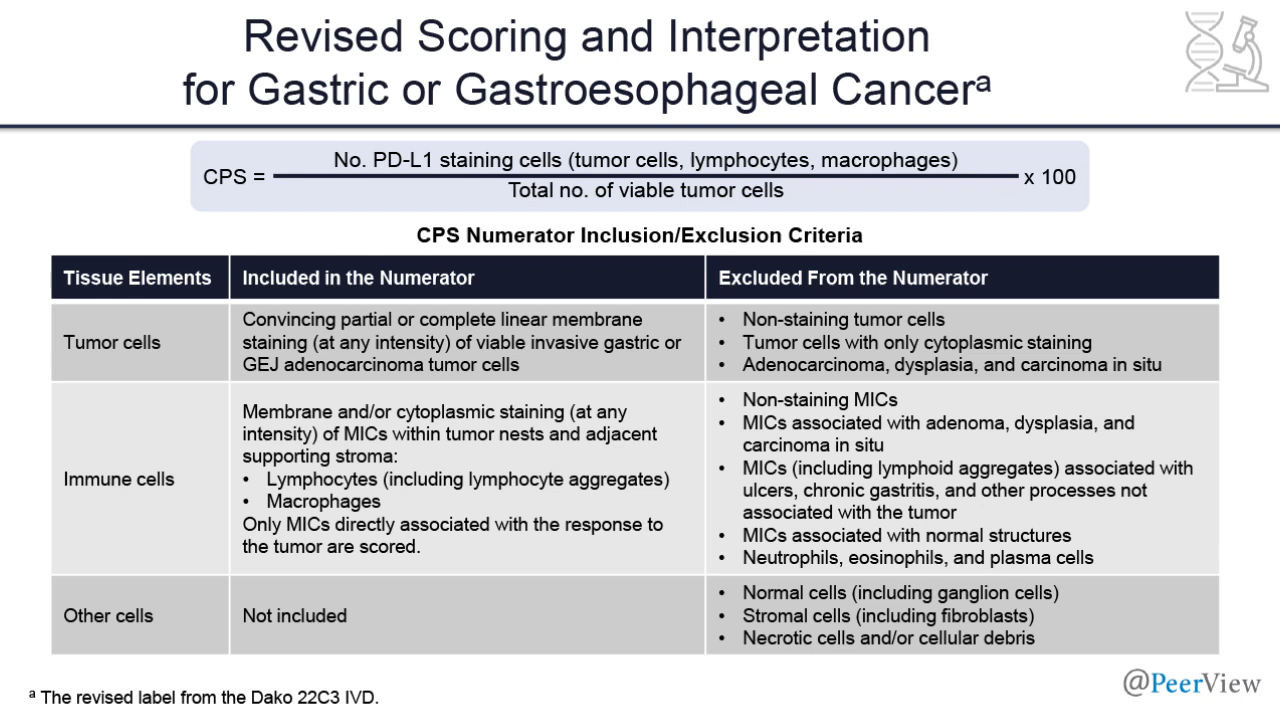 Revised Scoring and Interpretation
for Gastric or Gastroesophageal Cancerᵃ
CPS = No. PD-L1 staining cells (tumor cells, lymphocytes, macrophages)
Total no. of viable tumor cells
x 100
CPS Numerator Inclusion/Exclusion Criteria
Tissue Elements
Included in the Numerator
Excluded From the Numerator
Tumor cells
Convincing partial or complete linear membrane
staining (at any intensity) of viable invasive gastric or
GEJ adenocarcinoma tumor cells
• Non-staining tumor cells
• Tumor cells with only cytoplasmic staining
• Adenocarcinoma, dysplasia, and carcinoma in situ
Immune cells
Membrane and/or cytoplasmic staining (at any
intensity) of MICs within tumor nests and adjacent
supporting stroma:
• Lymphocytes (including lymphocyte aggregates)
• Macrophages
Only MICs directly associated with the response to
the tumor are scored.
• Non-staining MICs
• MICs associated with adenoma, dysplasia, and
carcinoma in situ
• MICs (including lymphoid aggregates) associated with
ulcers, chronic gastritis, and other processes not
associated with the tumor
• MICs associated with normal structures
• Neutrophils, eosinophils, and plasma cells
Other cells
Not included
• Normal cells (including ganglion cells)
• Stromal cells (including fibroblasts)
• Necrotic cells and/or cellular debris
ᵃ The revised label from the Dako 22C3 IVD.
@PeerView